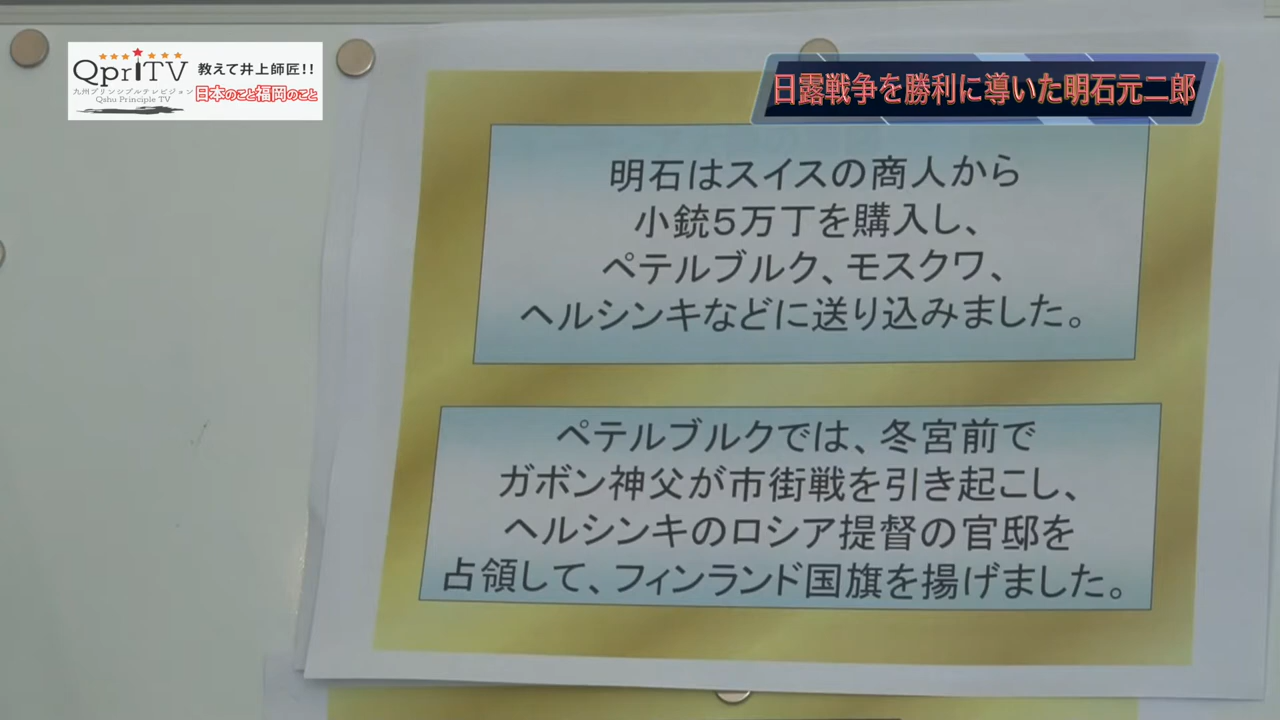 QpriTV
九州プリンシプルテレビジョン
Qshu Principle TV
教えて井上師匠!!
日本のこと福岡のこと
日露戦争を勝利に導いた明石元二郎
明石はスイスの商人から
小銃5万丁を購入し、
ペテルブルク、モスクワ、
ヘルシンキなどに送り込みました。
ペテルブルクでは、冬宮前で
ガボン神父が市街戦を引き起こし、
ヘルシンキのロシア提督の官邸を
占領して、フィンランド国旗を揚げました。